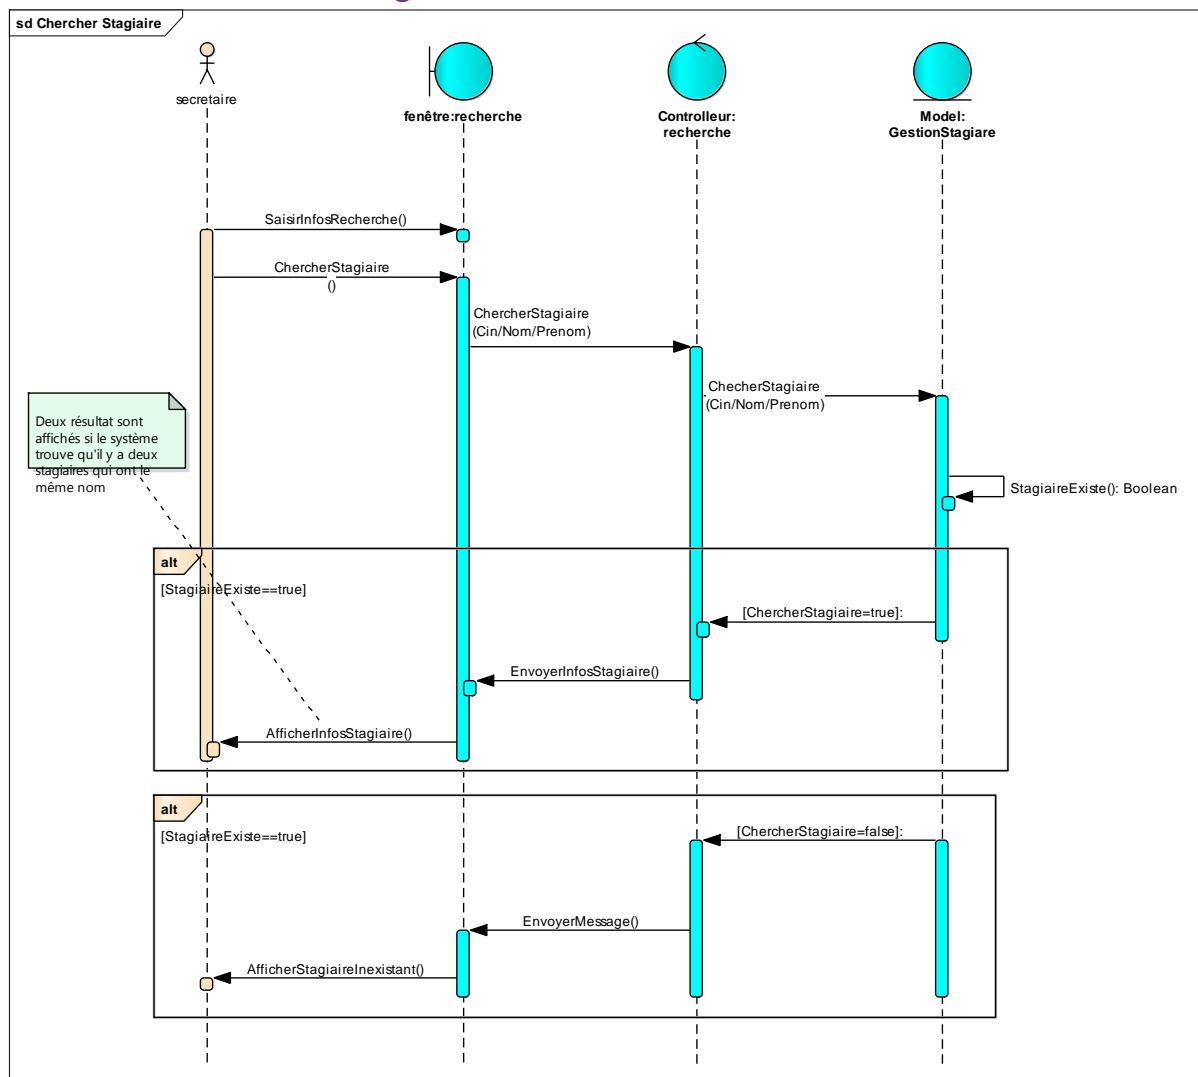 sd Chercher Stagiaire
secretaire
fenêtre:recherche
Controlleur:
recherche
Model:
GestionStagiare
SaisirInfosRecherche()
ChercherStagiaire
()
ChercherStagiaire
(Cin/Nom/Prenom)
ChecherStagiaire
(Cin/Nom/Prenom)
Deux résultat sont
affichés si le système
trouve qu'il y a deux
stagiaires qui ont le
même nom
StagiaireExiste(): Boolean
alt
[StagiaireExiste==true]
[ChercherStagiaire=true]:
EnvoyerInfosStagiaire()
AfficherInfosStagiaire()
alt
[StagiaireExiste==true]
[ChercherStagiaire=false]:
EnvoyerMessage()
AfficherStagiaireInexistant()